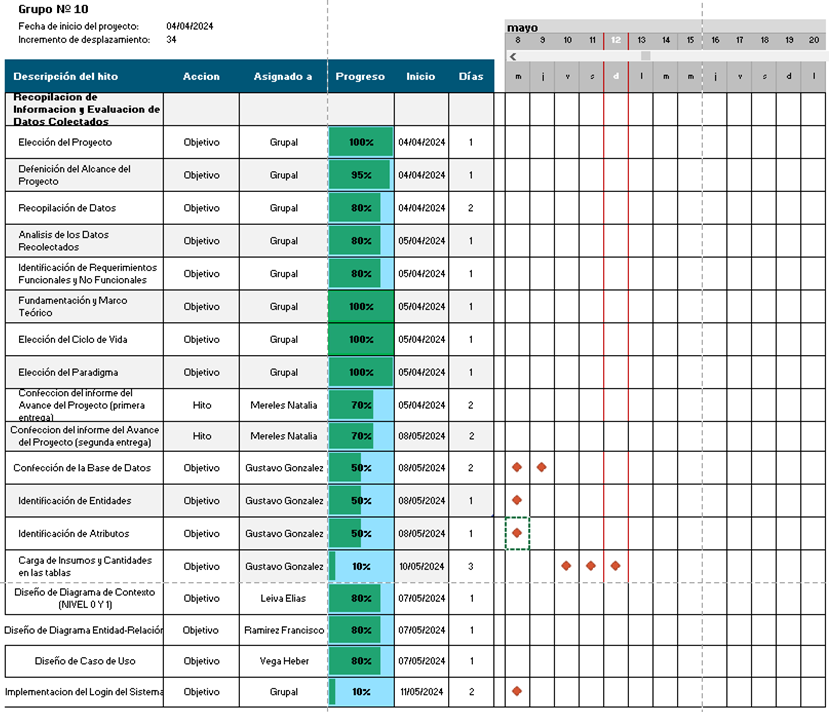 Grupo Nº 10
Fecha de inicio del proyecto: 04/04/2024
Incremento de desplazamiento: 34
mayo
8 9 10 11 12 13 14 15 16 17 18 19 20
Descripción del hito Accion Asignado a Progreso Inicio Días m j v s d l m m j v s d l
Recopilacion de
Informacion y Evaluacion de
Datos Colectados
Elección del Proyecto Objetivo Grupal 100% 04/04/2024 1
Defenición del Alcance del
Proyecto Objetivo Grupal 95% 04/04/2024 1
Recopilación de Datos Objetivo Grupal 80% 04/04/2024 2
Analisis de los Datos
Recolectados Objetivo Grupal 80% 05/04/2024 1
Identificación de Requerimientos
Funcionales y No Funcionales Objetivo Grupal 80% 05/04/2024 1
Fundamentación y Marco
Teórico Objetivo Grupal 100% 05/04/2024 1
Elección del Ciclo de Vida Objetivo Grupal 100% 05/04/2024 1
Elección del Paradigma Objetivo Grupal 100% 05/04/2024 1
Confeccion del informe del
Avance del Proyecto (primera
entrega) Hito Mereles Natalia 70% 05/04/2024 2
Confeccion del informe del Avance
del Proyecto (segunda entrega) Hito Mereles Natalia 70% 08/05/2024 2
Confección de la Base de Datos Objetivo Gustavo Gonzalez 50% 08/05/2024 2
Identificación de Entidades Objetivo Gustavo Gonzalez 50% 08/05/2024 1
Identificación de Atributos Objetivo Gustavo Gonzalez 50% 08/05/2024 1
Carga de Insumos y Cantidades
en las tablas Objetivo Gustavo Gonzalez 10% 10/05/2024 3
Diseño de Diagrama de Contexto
(NIVEL 0 Y 1) Objetivo Leiva Elias 80% 07/05/2024 1
Diseño de Diagrama Entidad-Relación Objetivo Ramirez Francisco 80% 07/05/2024 1
Diseño de Caso de Uso Objetivo Vega Heber 80% 07/05/2024 1
Implementacion del Login del Sistema Objetivo Grupal 10% 11/05/2024 2